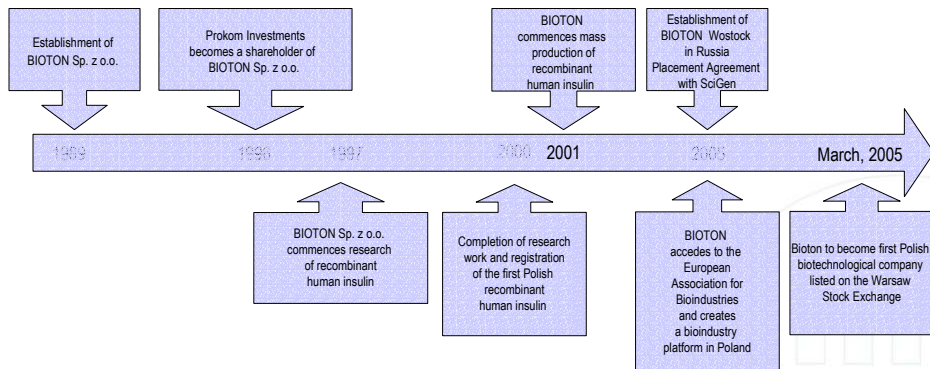 Establishment of
BIOTON Sp. z o.o.
Prokom Investments
becomes a shareholder of
BIOTON Sp. z o.o.
BIOTON
commences mass
production of
recombinant
human insulin
Establishment of
BIOTON Wostock
in Russia
Placement Agreement
with SciGen
1989
1996
1997
2000
2001
2005
March, 2005
BIOTON Sp. z o.o.
commences research
of recombinant
human insulin
Completion of research
work and registration
of the first Polish
recombinant
human insulin
BIOTON
accedes to the
European
Association for
Bioindustries
and creates
a bioindustry
platform in Poland
Bioton to become first Polish
biotechnological company
listed on the Warsaw
Stock Exchange